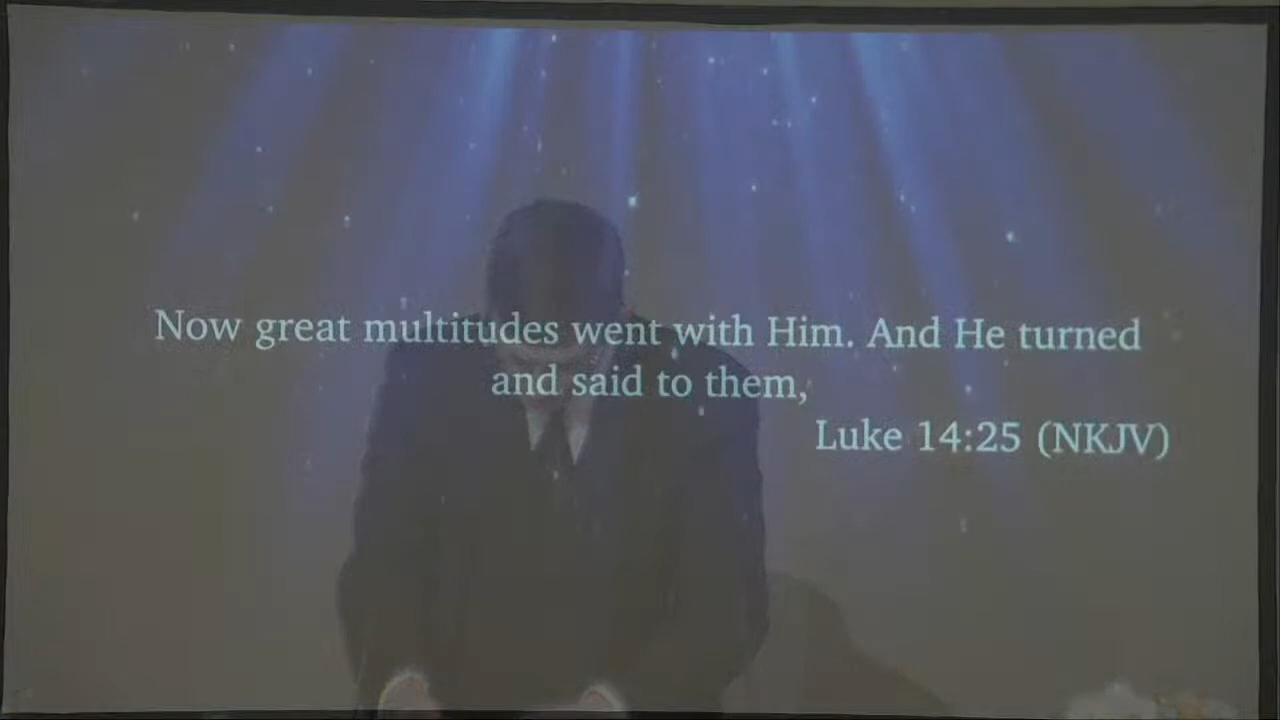 Now great multitudes went with Him. And He turned
and said to them,
Luke 14:25 (NKJV)